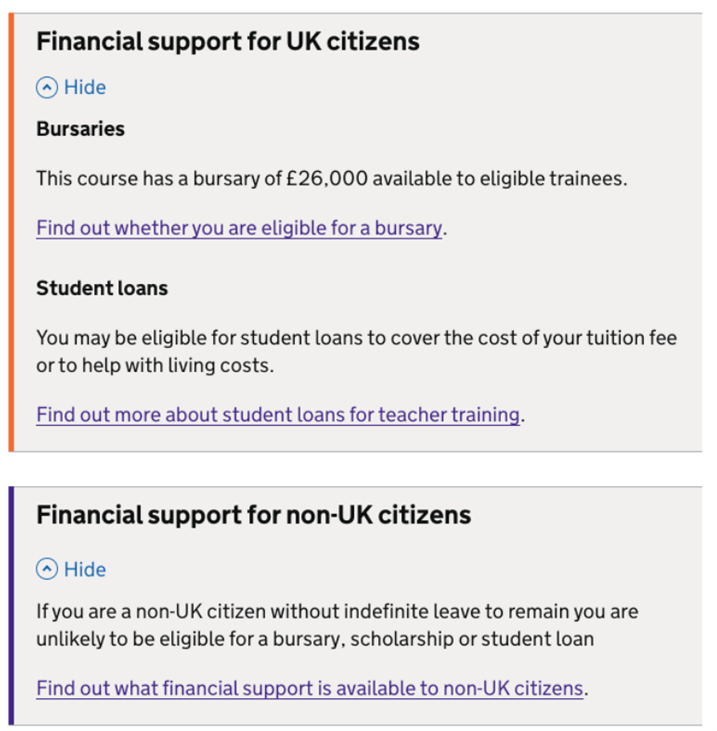 Financial support for UK citizens
Hide
Bursaries
This course has a bursary of £26,000 available to eligible trainees.
Find out whether you are eligible for a bursary.
Student loans
You may be eligible for student loans to cover the cost of your tuition fee
or to help with living costs.
Find out more about student loans for teacher training.
Financial support for non-UK citizens
Hide
If you are a non-UK citizen without indefinite leave to remain you are
unlikely to be eligible for a bursary, scholarship or student loan
Find out what financial support is available to non-UK citizens.